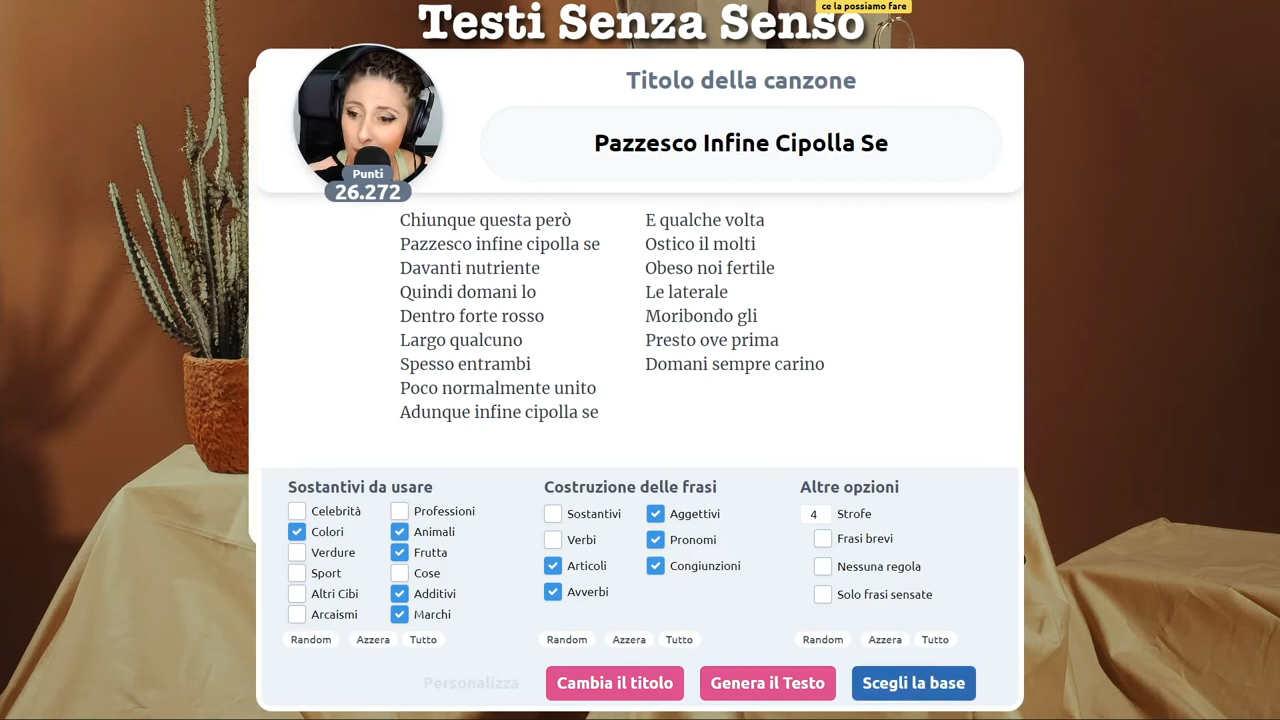 ce la possiamo fare
Testi Senza Senso
Titolo della canzone
Pazzesco Infine Cipolla Se
Punti
26.272
Chiunque questa però
Pazzesco infine cipolla se
Davanti nutriente
Quindi domani lo
Dentro forte rosso
Largo qualcuno
Spesso entrambi
Poco normalmente unito
Adunque infine cipolla se
E qualche volta
Ostico il molti
Obeso noi fertile
Le laterale
Moribondo gli
Presto ove prima
Domani sempre carino
Sostantivi da usare
Celebrità
Professioni
Colori
Animali
Verdure
Frutta
Sport
Cose
Altri Cibi
Additivi
Arcaismi
Marchi
Random
Azzera
Tutto
Costruzione delle frasi
Sostantivi
Aggettivi
Verbi
Pronomi
Articoli
Congiunzioni
Avverbi
Random
Azzera
Tutto
Altre opzioni
4 Strofe
Frasi brevi
Nessuna regola
Solo frasi sensate
Random
Azzera
Tutto
Personalizza
Cambia il titolo
Genera il Testo
Scegli la base